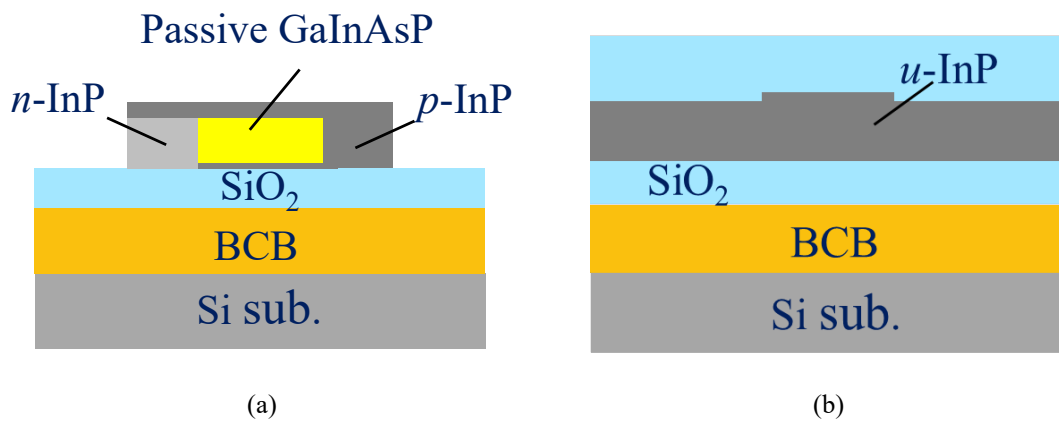 Passive GaInAsP
n-InP
p-InP
SiO₂
BCB
Si sub.
(a)
u-InP
SiO₂
BCB
Si sub.
(b)